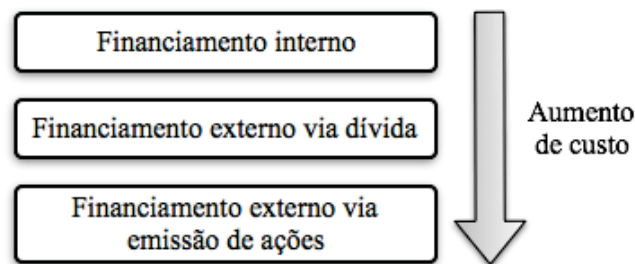 Financiamento interno
Financiamento externo via dívida
Financiamento externo via
emissão de ações
Aumento
de custo